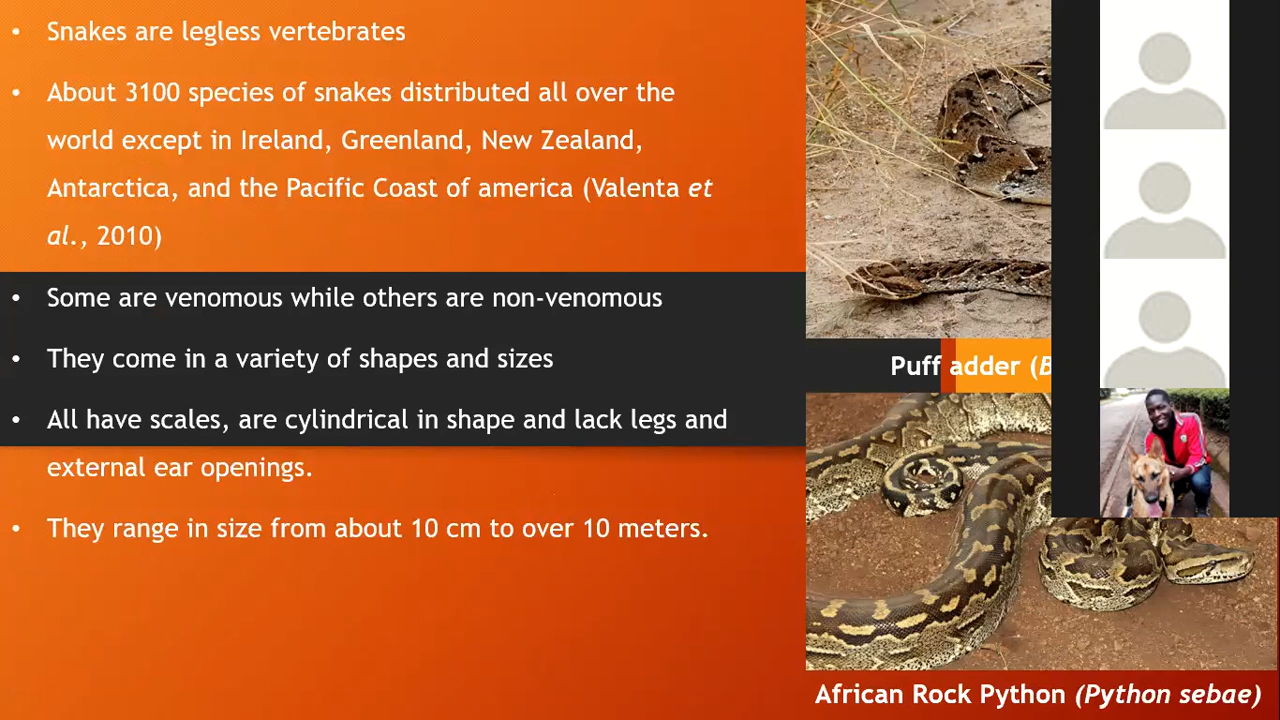 • Snakes are legless vertebrates
• About 3100 species of snakes distributed all over the
world except in Ireland, Greenland, New Zealand,
Antarctica, and the Pacific Coast of america (Valenta et
al., 2010)
• Some are venomous while others are non-venomous
• They come in a variety of shapes and sizes
• All have scales, are cylindrical in shape and lack legs and
external ear openings.
• They range in size from about 10 cm to over 10 meters.
Puff adder (B
African Rock Python (Python sebae)